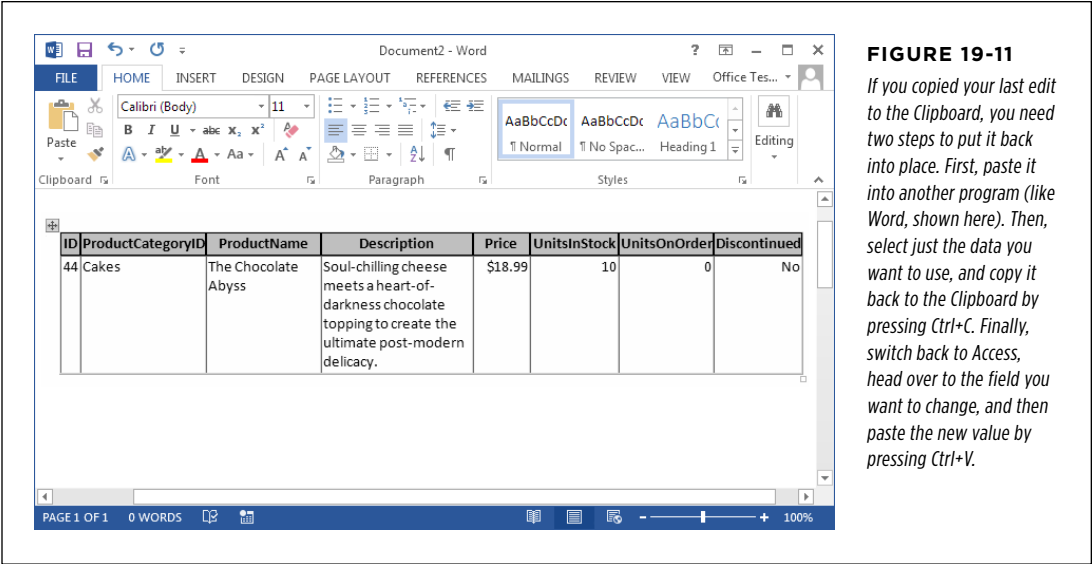 Document2 - Word
FILE HOME INSERT DESIGN PAGE LAYOUT REFERENCES MAILINGS REVIEW VIEW Office Tes...
Paste
Calibri (Body) 11
B I U abc X₂ X²
A ab A Aa A A
AaBbCcDc AaBbCcDc AaBbCc
¶ Normal ¶ No Spac... Heading 1
Editing
Clipboard Font Paragraph Styles
ID ProductCategoryID ProductName Description Price UnitsInStock UnitsOnOrder Discontinued
44 Cakes The Chocolate Soul-chilling cheese $18.99 10 0 No
Abyss meets a heart-of-
darkness chocolate
topping to create the
ultimate post-modern
delicacy.
PAGE 1 OF 1 0 WORDS 100%
FIGURE 19-11
If you copied your last edit
to the Clipboard, you need
two steps to put it back
into place. First, paste it
into another program (like
Word, shown here). Then,
select just the data you
want to use, and copy it
back to the Clipboard by
pressing Ctrl+C. Finally,
switch back to Access,
head over to the field you
want to change, and then
paste the new value by
pressing Ctrl+V.